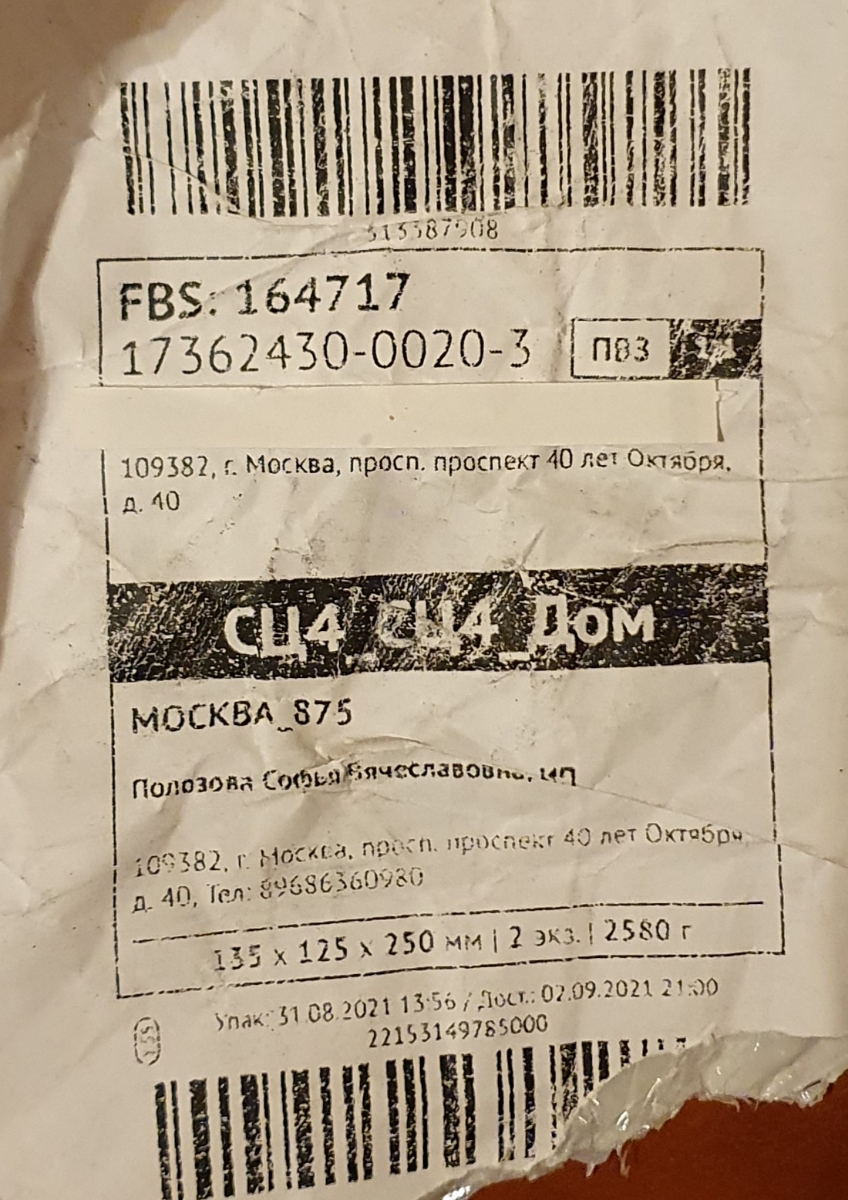 313387908
FBS: 164717
17362430-0020-3
ПВЗ
109382, г. Москва, просп. проспект 40 лет Октября,
д. 40
СЦ4 СЦ4_Дом
МОСКВА_875
Полозова Софья Вячеславовна, ИП
109382, г. Москва, просп. проспект 40 лет Октября,
д. 40, Тел: 89686360980
135 x 125 x 250 мм | 2 экз. | 2580 г
Упак: 31.08.2021 13:56 / Дост.: 02.09.2021 21:00
22153149785000